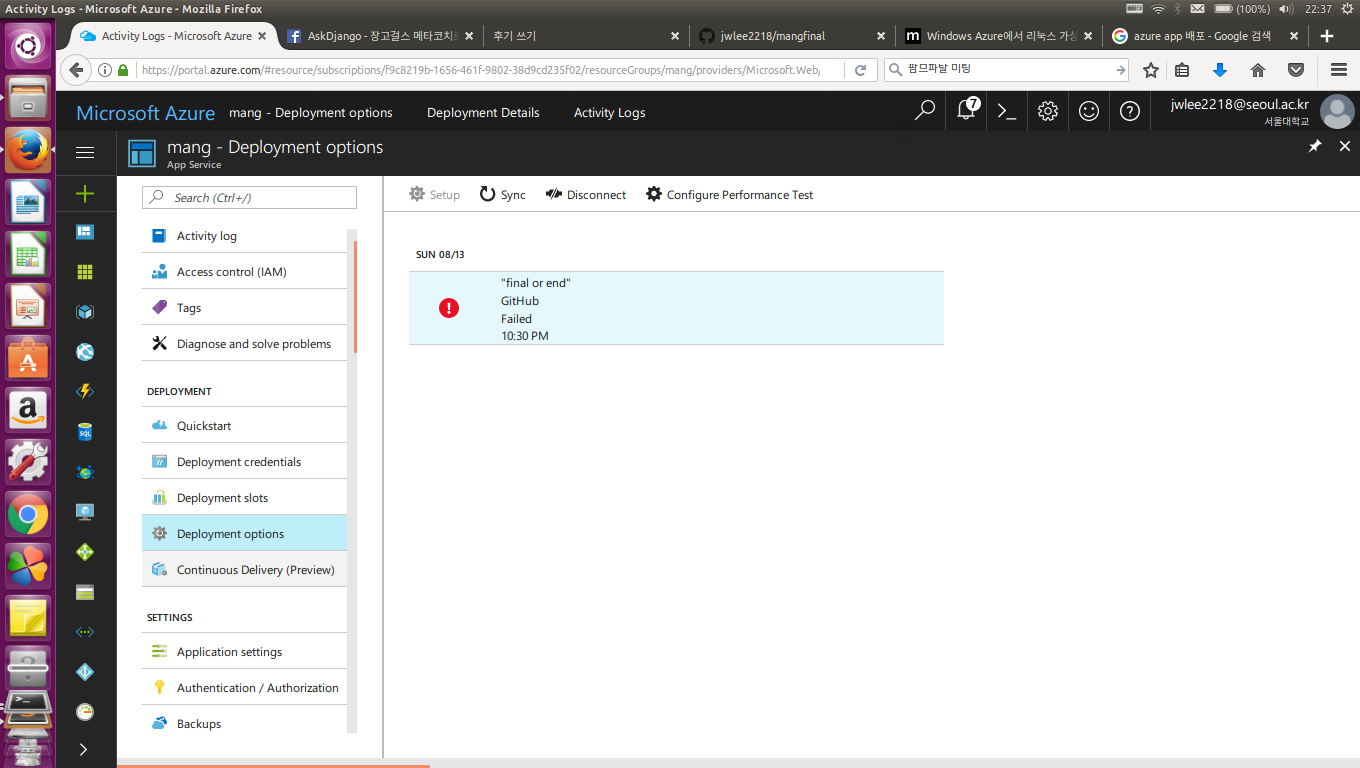 Activity Logs - Microsoft Azure - Mozilla Firefox
(100%) 22:37
Activity Logs - Microsoft Azure
AskDjango - 장고걸스 메타코치
후기 쓰기
jwlee2218/mangfinal
Windows Azure에서 리눅스 가상
azure app 배포 - Google 검색
https://portal.azure.com/#resource/subscriptions/f9c8219b-1656-461f-9802-38d9cd235f02/resourceGroups/mang/providers/Microsoft.Web/
팜므파탈 미팅
Microsoft Azure mang - Deployment options Deployment Details Activity Logs
7
jwlee2218@seoul.ac.kr
서울대학교
mang - Deployment options
App Service
Search (Ctrl+/)
Activity log
Access control (IAM)
Tags
Diagnose and solve problems
DEPLOYMENT
Quickstart
Deployment credentials
Deployment slots
Deployment options
Continuous Delivery (Preview)
SETTINGS
Application settings
Authentication / Authorization
Backups
Setup Sync Disconnect Configure Performance Test
SUN 08/13
"final or end"
GitHub
Failed
10:30 PM